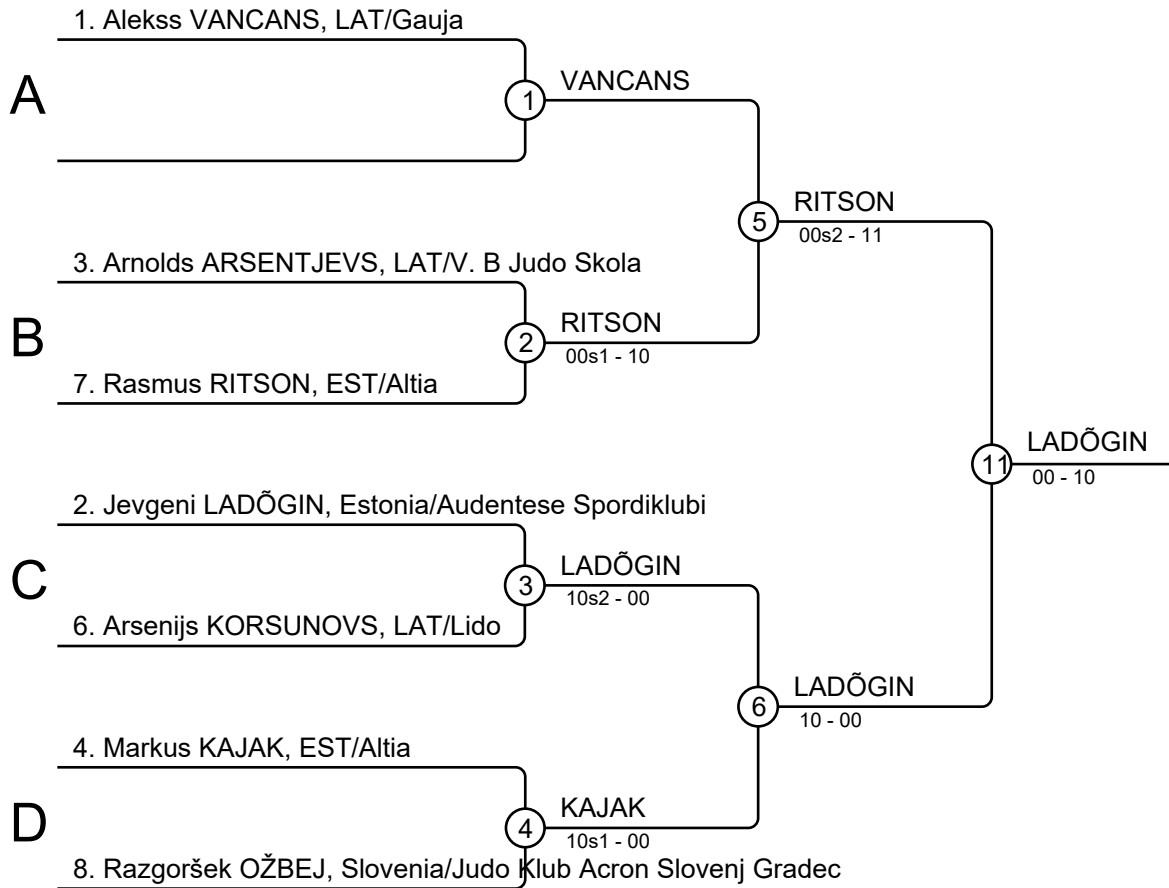 1. Alekss VANCANS, LAT/Gauja
A
1
VANCANS
5
RITSON
00s2 - 11
3. Arnolds ARSENTJEVS, LAT/V. B Judo Skola
B
2
RITSON
00s1 - 10
7. Rasmus RITSON, EST/Altia
11
LADÕGIN
00 - 10
2. Jevgeni LADÕGIN, Estonia/Audentese Spordiklubi
C
3
LADÕGIN
10s2 - 00
6. Arsenijs KORSUNOVS, LAT/Lido
6
LADÕGIN
10 - 00
4. Markus KAJAK, EST/Altia
D
4
KAJAK
10s1 - 00
8. Razgoršek OŽBEJ, Slovenia/Judo Klub Acron Slovenj Gradec